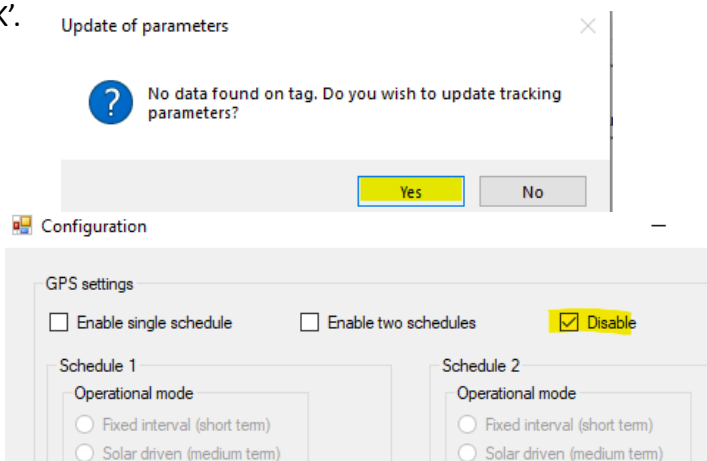 K'.
Update of parameters
No data found on tag. Do you wish to update tracking
parameters?
Yes No
Configuration
GPS settings
Enable single schedule Enable two schedules Disable
Schedule 1 Schedule 2
Operational mode Operational mode
Fixed interval (short term) Fixed interval (short term)
Solar driven (medium term) Solar driven (medium term)